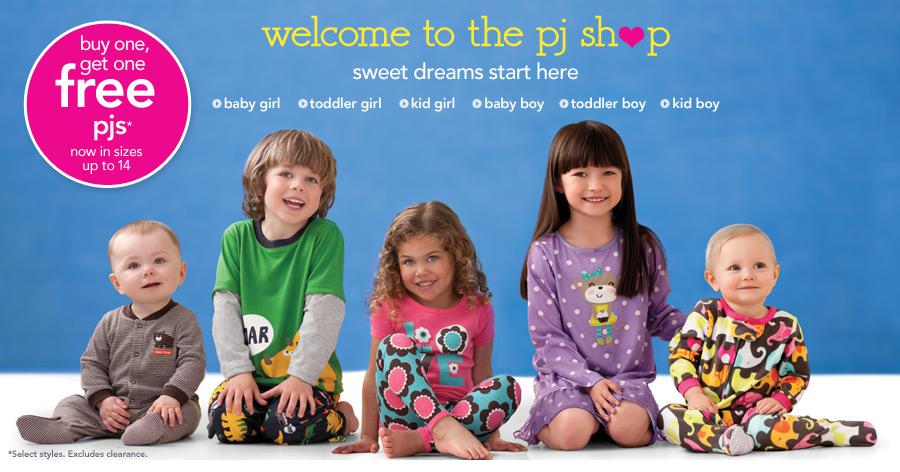 buy one,
get one
free
pjs*
now in sizes
up to 14
welcome to the pj shop
sweet dreams start here
baby girl toddler girl kid girl baby boy toddler boy kid boy
*Select styles. Excludes clearance.